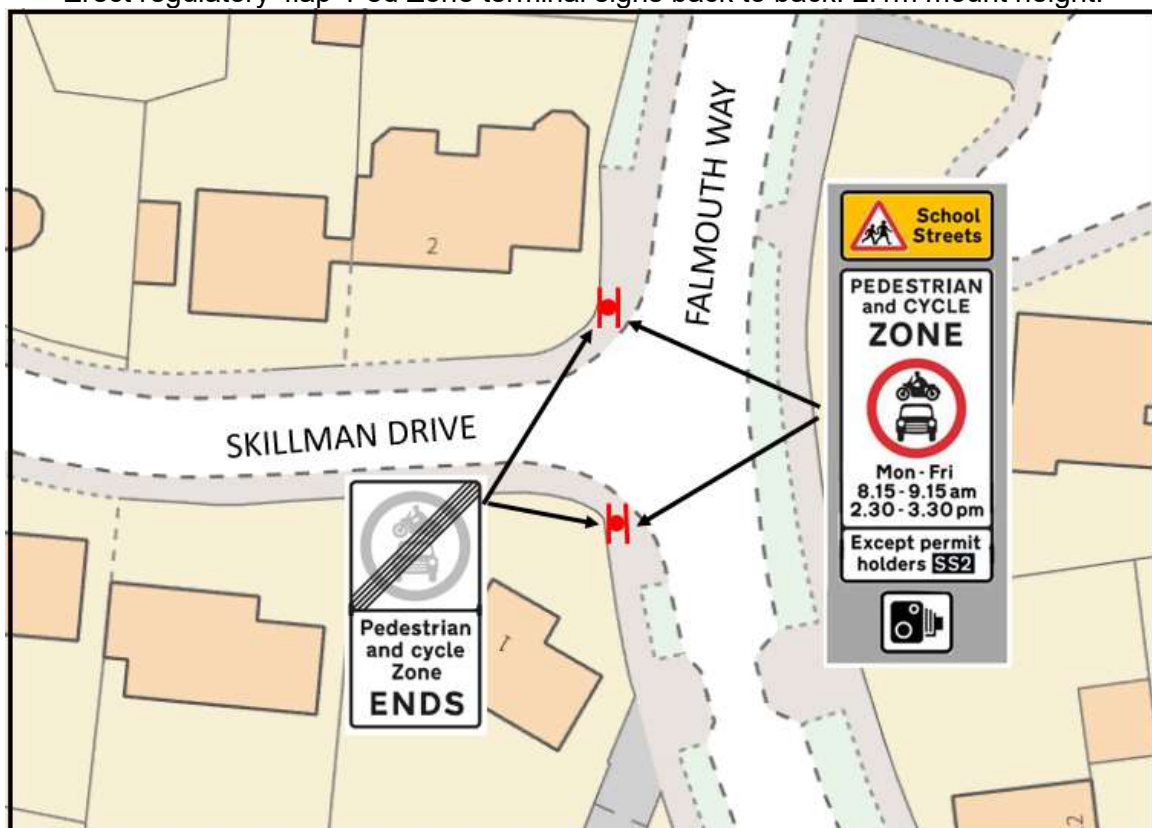 Erect regulatory 'flap' Ped Zone terminal signs back to back. 2.1m mount height.
FALMOUTH WAY
2
SKILLMAN DRIVE
School
Streets
PEDESTRIAN
and CYCLE
ZONE
Mon - Fri
8.15 - 9.15 am
2.30 - 3.30 pm
Except permit
holders SS2
Pedestrian
and cycle
Zone
ENDS
1
2